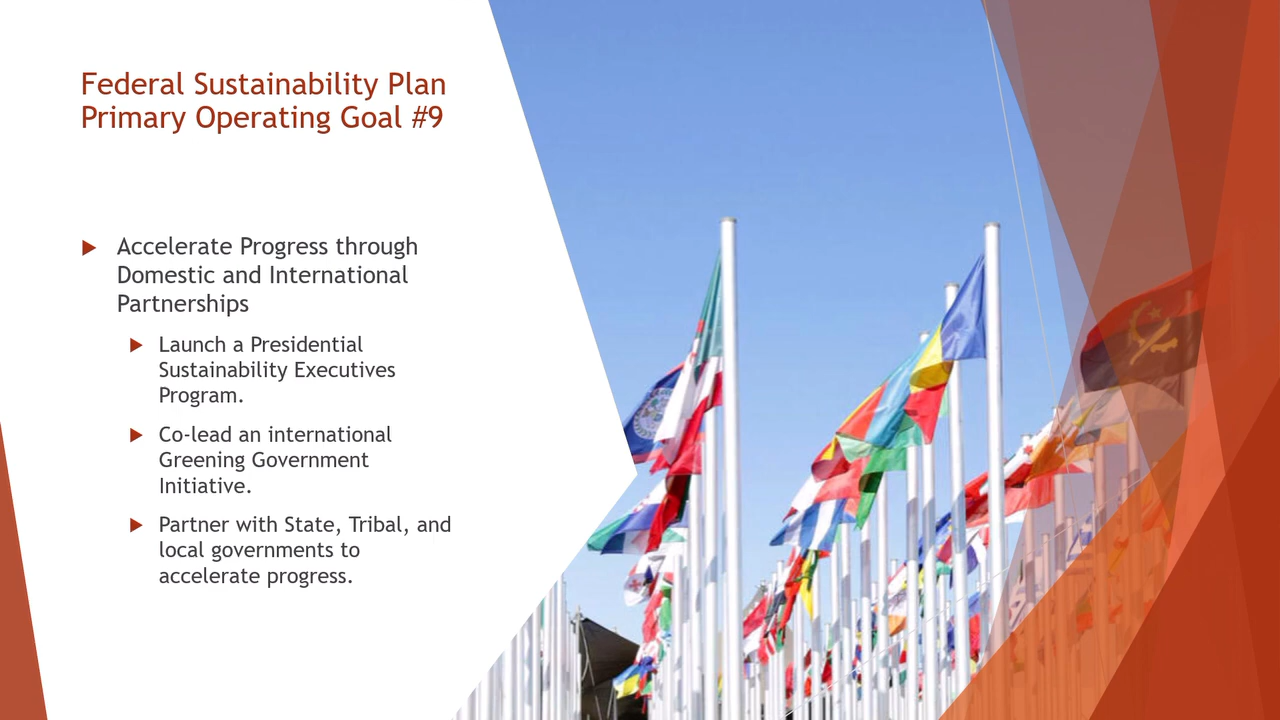 Federal Sustainability Plan
Primary Operating Goal #9
Accelerate Progress through
Domestic and International
Partnerships
Launch a Presidential
Sustainability Executives
Program.
Co-lead an international
Greening Government
Initiative.
Partner with State, Tribal, and
local governments to
accelerate progress.